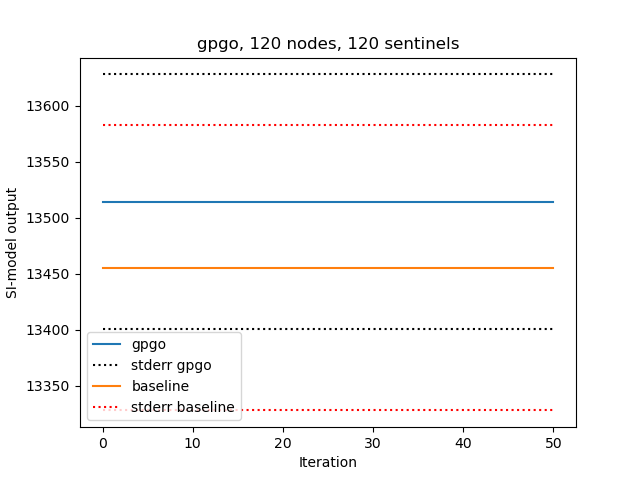 gpgo, 120 nodes, 120 sentinels
SI-model output
13600
13550
13500
13450
13400
13350
gpgo
stderr gpgo
baseline
stderr baseline
0 10 20 30 40 50
Iteration